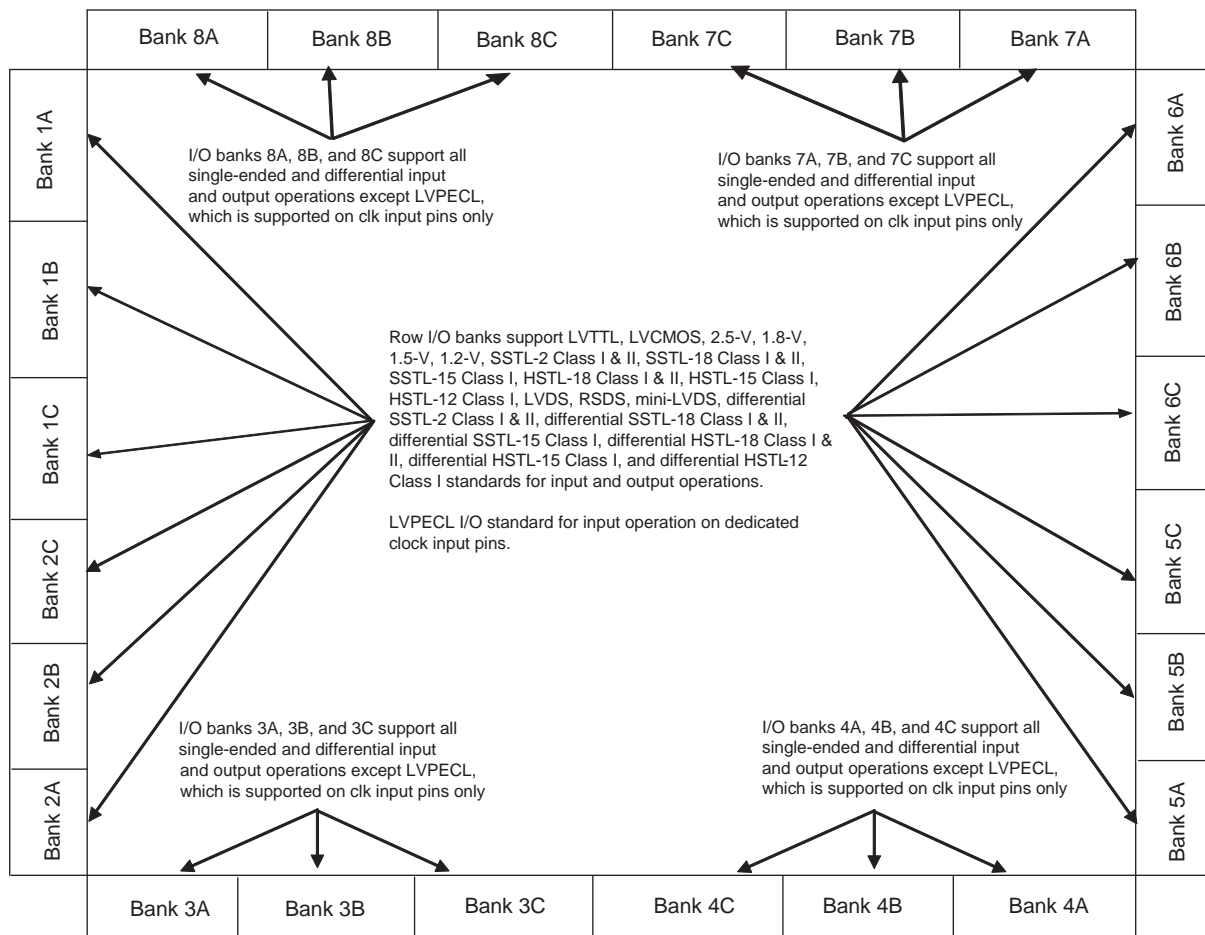 Bank 8A
Bank 8B
Bank 8C
Bank 7C
Bank 7B
Bank 7A
Bank 1A
Bank 1B
Bank 1C
Bank 2C
Bank 2B
Bank 2A
I/O banks 8A, 8B, and 8C support all
single-ended and differential input
and output operations except LVPECL,
which is supported on clk input pins only
I/O banks 7A, 7B, and 7C support all
single-ended and differential input
and output operations except LVPECL,
which is supported on clk input pins only
Row I/O banks support LVTTL, LVCMOS, 2.5-V, 1.8-V,
1.5-V, 1.2-V, SSTL-2 Class I & II, SSTL-18 Class I & II,
SSTL-15 Class I, HSTL-18 Class I & II, HSTL-15 Class I,
HSTL-12 Class I, LVDS, RSDS, mini-LVDS, differential
SSTL-2 Class I & II, differential SSTL-18 Class I & II,
differential SSTL-15 Class I, differential HSTL-18 Class I &
II, differential HSTL-15 Class I, and differential HSTL-12
Class I standards for input and output operations.
LVPECL I/O standard for input operation on dedicated
clock input pins.
I/O banks 3A, 3B, and 3C support all
single-ended and differential input
and output operations except LVPECL,
which is supported on clk input pins only
I/O banks 4A, 4B, and 4C support all
single-ended and differential input
and output operations except LVPECL,
which is supported on clk input pins only
Bank 6A
Bank 6B
Bank 6C
Bank 5C
Bank 5B
Bank 5A
Bank 3A
Bank 3B
Bank 3C
Bank 4C
Bank 4B
Bank 4A